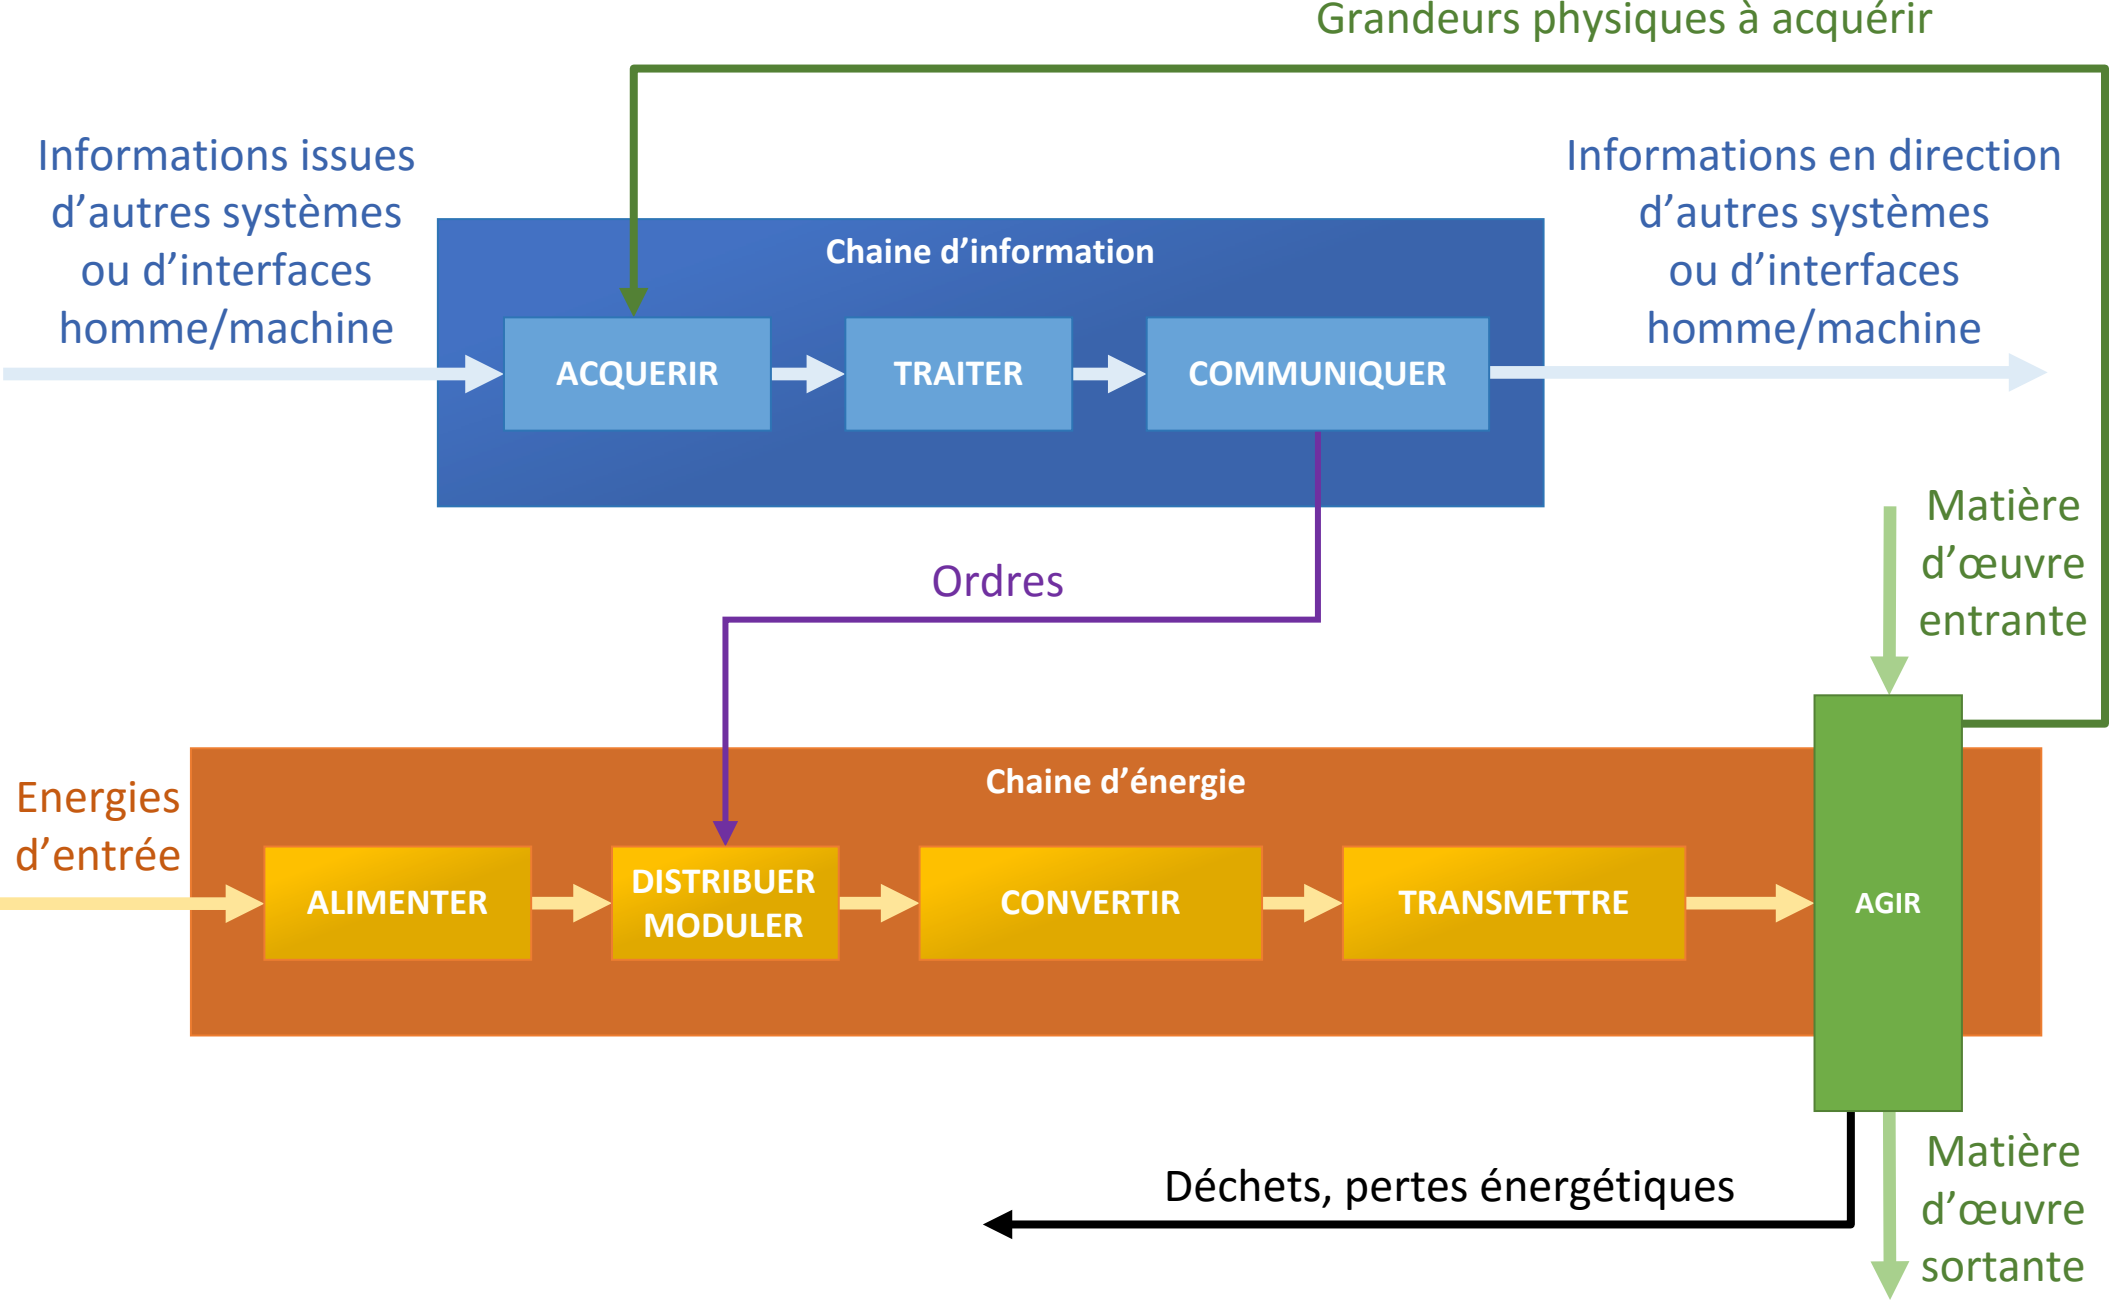 Grandeurs physiques à acquérir
Informations issues
d’autres systèmes
ou d’interfaces
homme/machine
Informations en direction
d’autres systèmes
ou d’interfaces
homme/machine
Chaine d’information
ACQUERIR
TRAITER
COMMUNIQUER
Ordres
Matière
d’œuvre
entrante
Energies
d’entrée
Chaine d’énergie
ALIMENTER
DISTRIBUER
MODULER
CONVERTIR
TRANSMETTRE
AGIR
Déchets, pertes énergétiques
Matière
d’œuvre
sortante